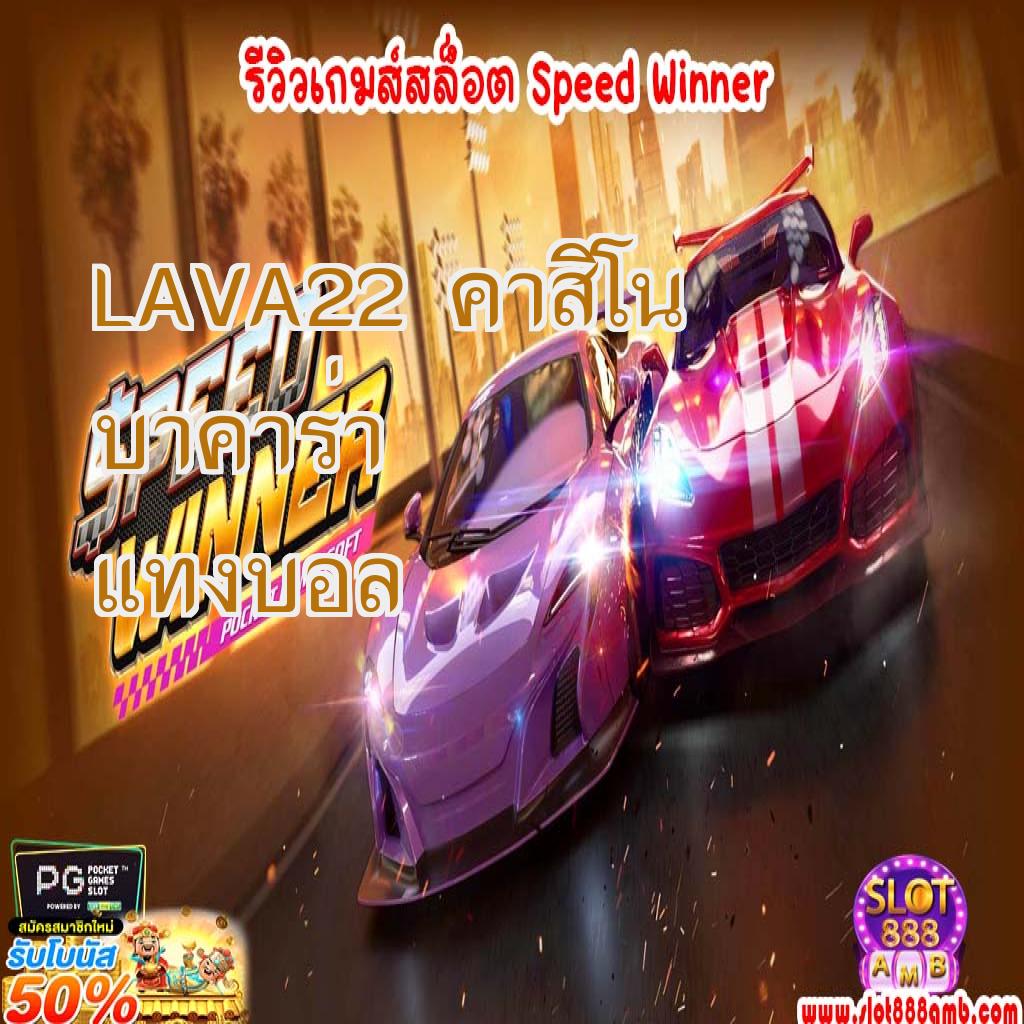 รีวิวเกมส์สล็อต Speed Winner
LAVA22 คาสิโน
บาคาร่า
แทงบอล
SPEED
WINNER
PG POCKET GAMES SLOT
POWERED BY
สมัครสมาชิกใหม่
รับโบนัส
50%
SLOT
888
AMB
www.slot888amb.com